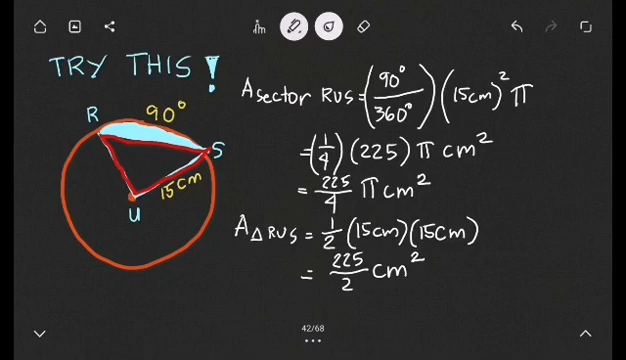 TRY THIS !
R
90°
S
15cm
U
A sector RUS = (90°/360°) (15cm)² π
= (1/4) (225) π cm²
= 225/4 π cm²
A △ RUS = 1/2 (15cm) (15cm)
= 225/2 cm²
42/68